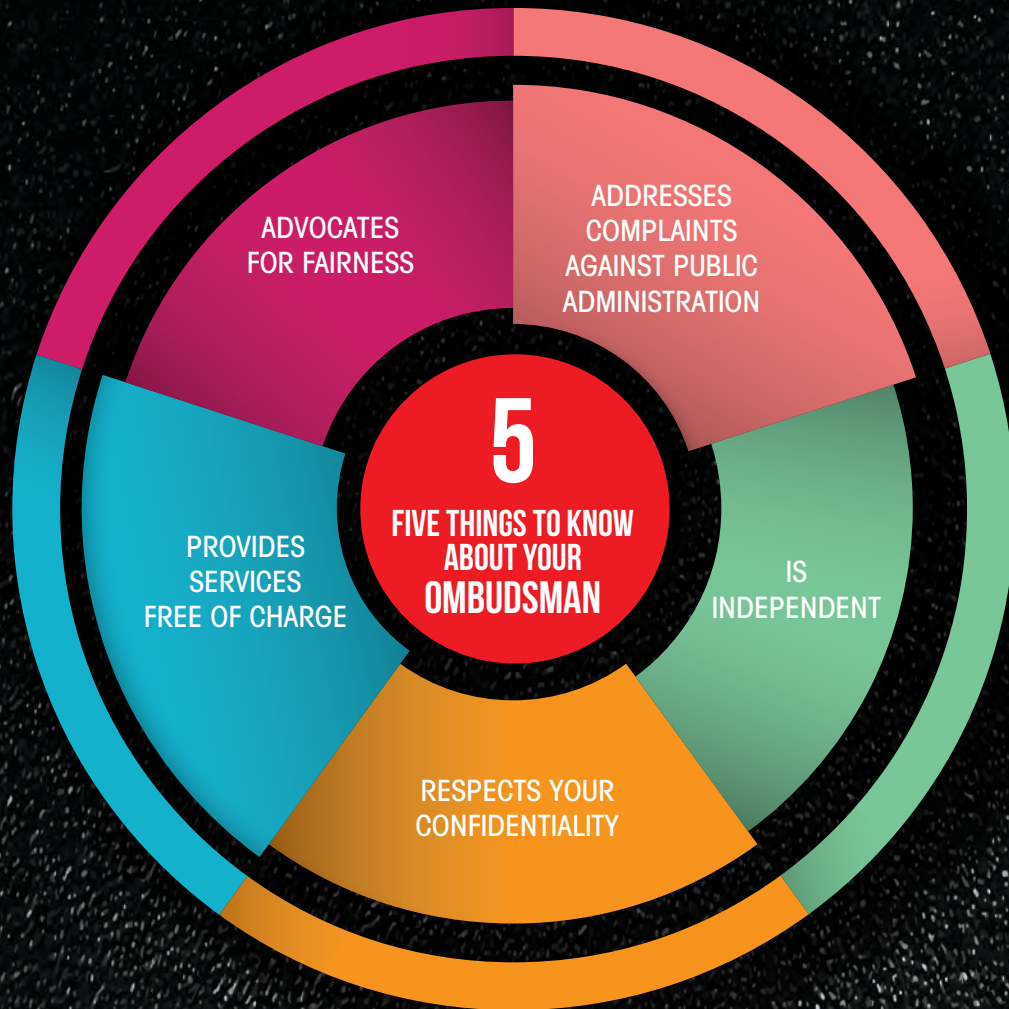 5
FIVE THINGS TO KNOW
ABOUT YOUR
OMBUDSMAN
ADDRESSES
COMPLAINTS
AGAINST PUBLIC
ADMINISTRATION
IS
INDEPENDENT
RESPECTS YOUR
CONFIDENTIALITY
PROVIDES
SERVICES
FREE OF CHARGE
ADVOCATES
FOR FAIRNESS